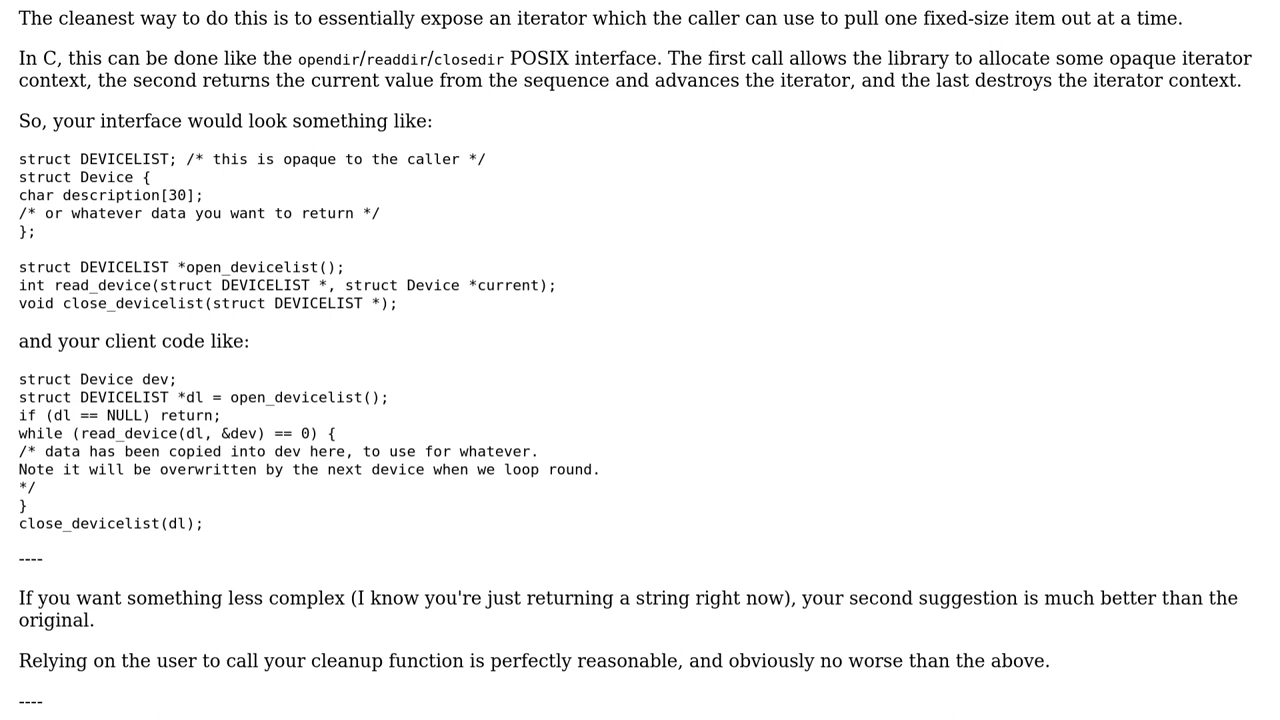 The cleanest way to do this is to essentially expose an iterator which the caller can use to pull one fixed-size item out at a time.
In C, this can be done like the opendir/readdir/closedir POSIX interface. The first call allows the library to allocate some opaque iterator
context, the second returns the current value from the sequence and advances the iterator, and the last destroys the iterator context.
So, your interface would look something like:
struct DEVICELIST; /* this is opaque to the caller */
struct Device {
char description[30];
/* or whatever data you want to return */
};
struct DEVICELIST *open_devicelist();
int read_device(struct DEVICELIST *, struct Device *current);
void close_devicelist(struct DEVICELIST *);
and your client code like:
struct Device dev;
struct DEVICELIST *dl = open_devicelist();
if (dl == NULL) return;
while (read_device(dl, &dev) == 0) {
/* data has been copied into dev here, to use for whatever.
Note it will be overwritten by the next device when we loop round.
*/
}
close_devicelist(dl);
----
If you want something less complex (I know you're just returning a string right now), your second suggestion is much better than the
original.
Relying on the user to call your cleanup function is perfectly reasonable, and obviously no worse than the above.
----